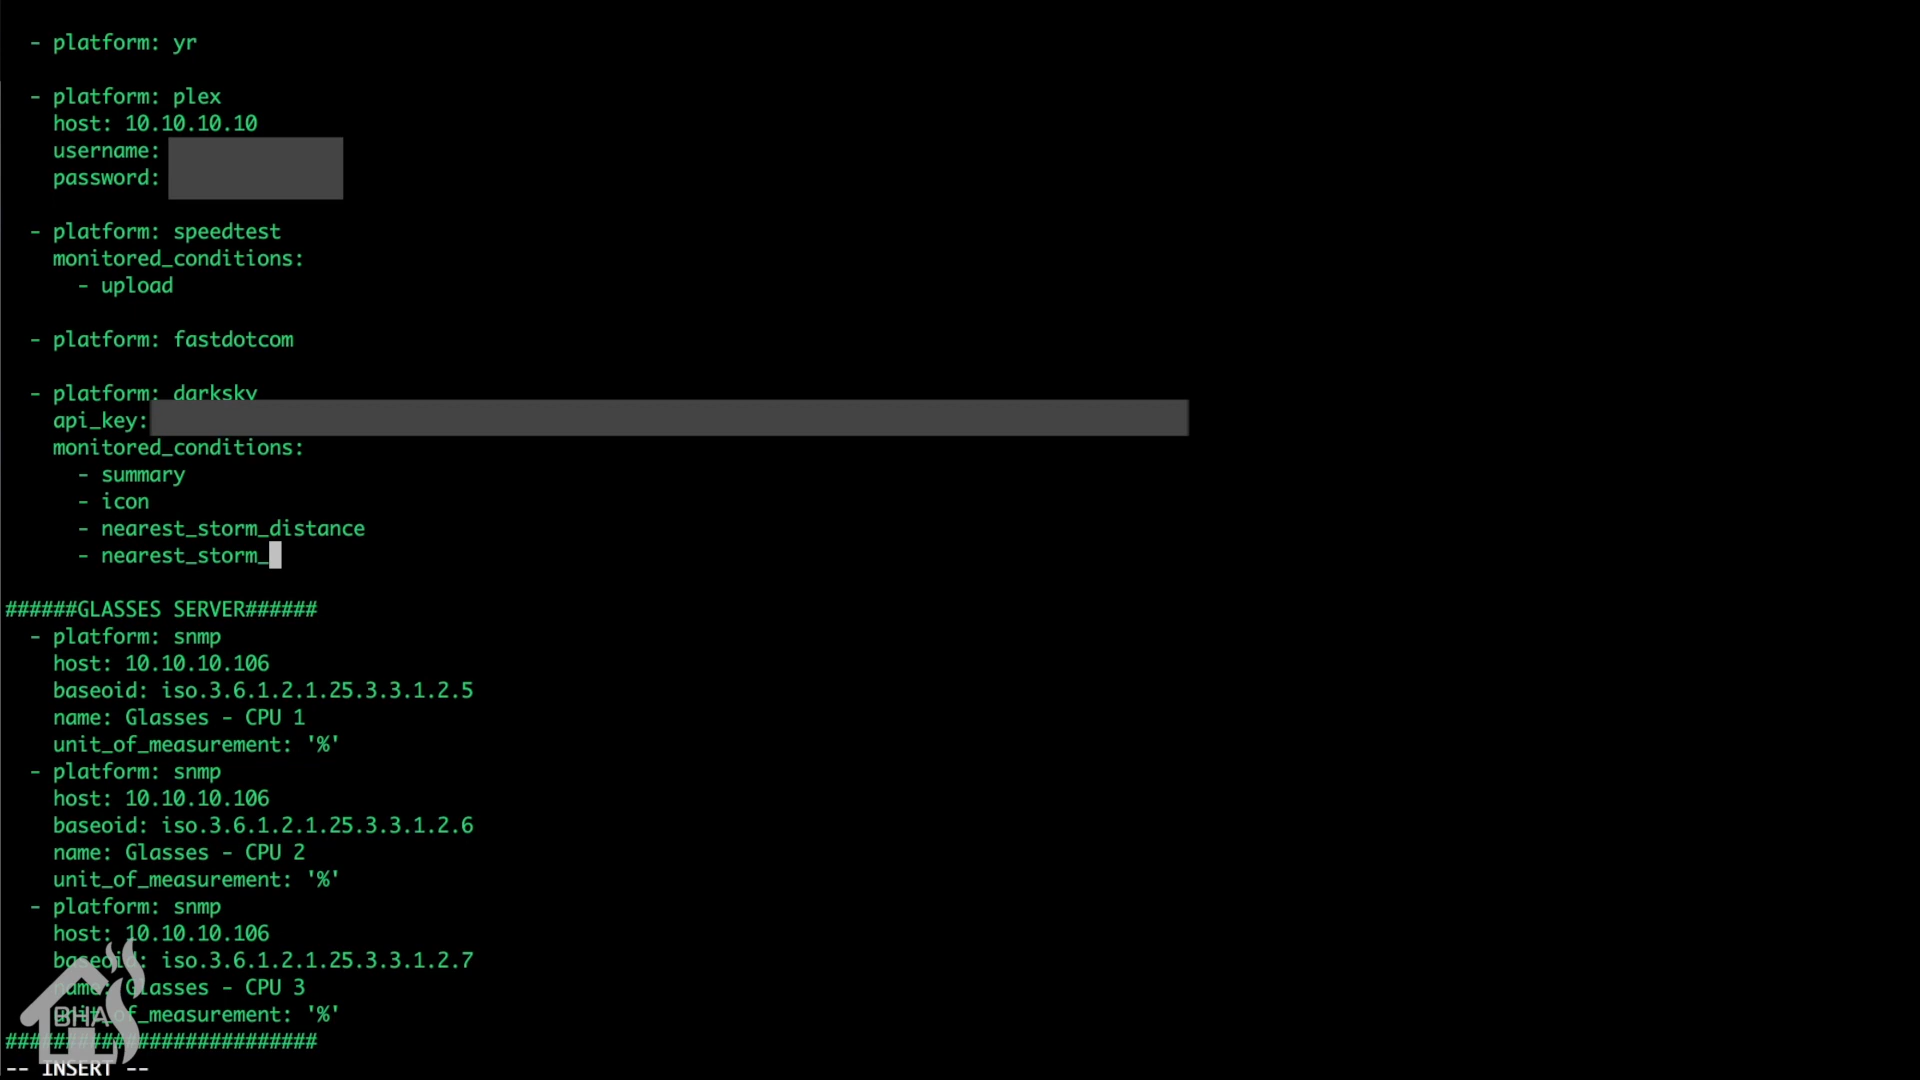 - platform: yr
- platform: plex
host: 10.10.10.10
username:
password:
- platform: speedtest
monitored_conditions:
- upload
- platform: fastdotcom
- platform: darksky
api_key:
monitored_conditions:
- summary
- icon
- nearest_storm_distance
- nearest_storm_
######GLASSES SERVER######
- platform: snmp
host: 10.10.10.106
baseoid: iso.3.6.1.2.1.25.3.3.1.2.5
name: Glasses - CPU 1
unit_of_measurement: '%'
- platform: snmp
host: 10.10.10.106
baseoid: iso.3.6.1.2.1.25.3.3.1.2.6
name: Glasses - CPU 2
unit_of_measurement: '%'
- platform: snmp
host: 10.10.10.106
baseoid: iso.3.6.1.2.1.25.3.3.1.2.7
name: Glasses - CPU 3
unit_of_measurement: '%'
BHA
##########################
-- INSERT --